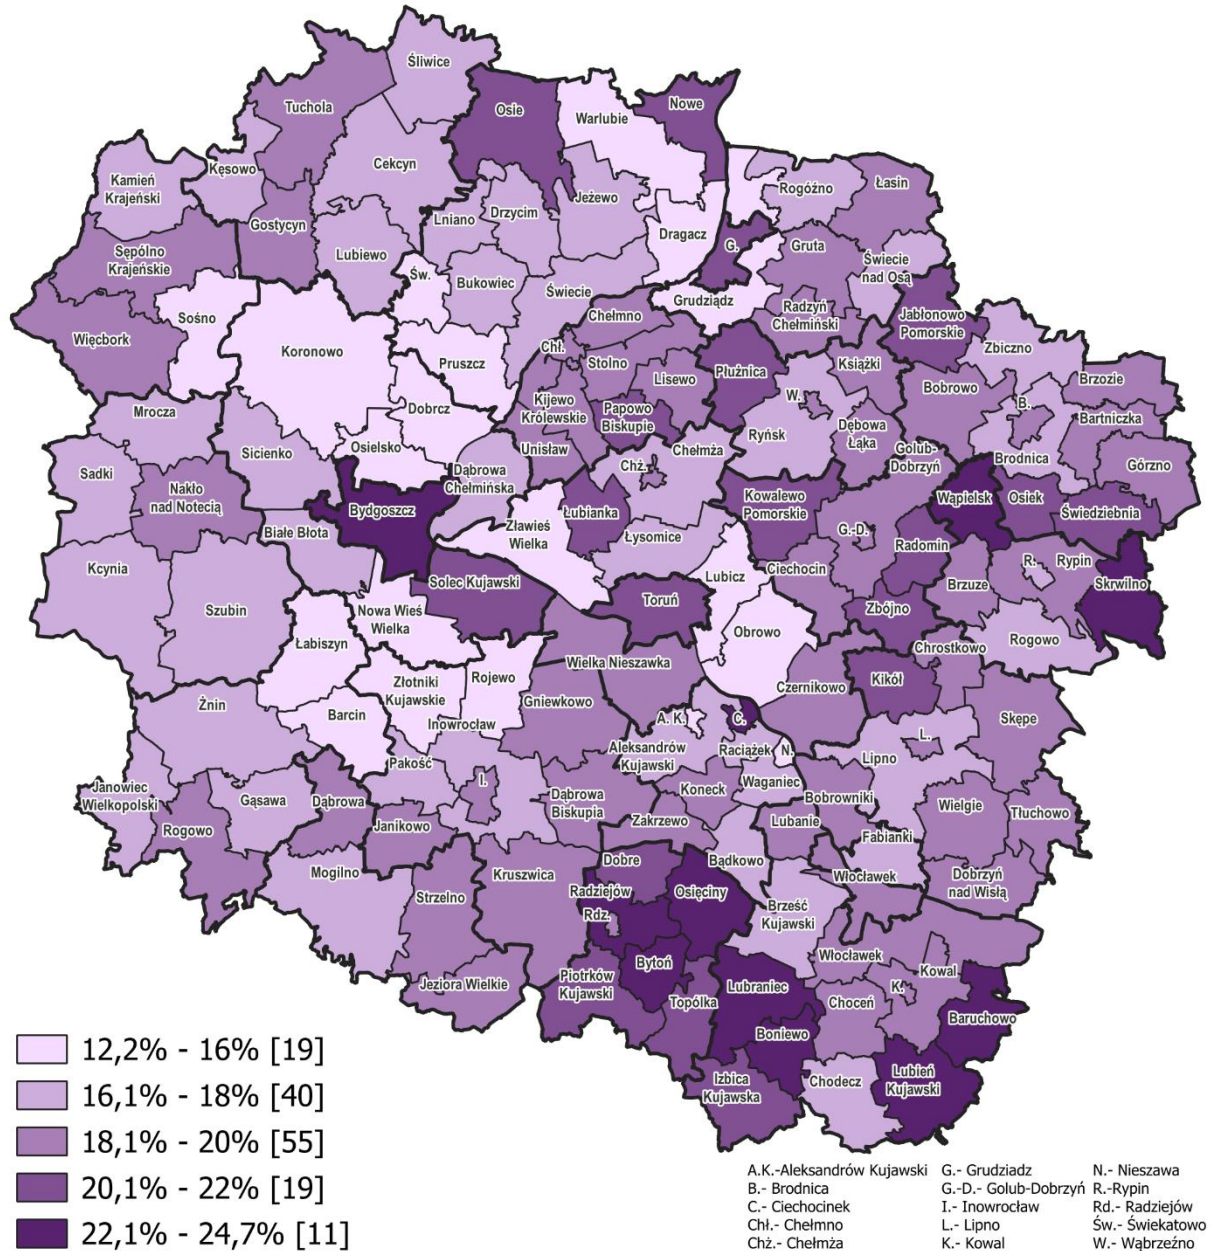 Śliwice
Tuchola
Osie
Warlubie
Nowe
Kęsowo
Cekcyn
Kamień
Krajeński
Rogóźno
Łasin
Lniano
Drzycim
Jeżewo
Gostycyn
Dragacz
G.
Gruta
Sępólno
Krajeńskie
Lubiewo
Św.
Bukowiec
Świecie
Świecie
nad Osą
Grudziądz
Radzyń
Chełmiński
Sośno
Więcbork
Chełmno
Jabłonowo
Pomorskie
Koronowo
Chł.
Zbiczno
Pruszcz
Stolno
Płużnica
Książki
Lisewo
Bobrowo
Brzozie
Mrocza
Dobrcz
Kijewo
Królewskie
Papowo
Biskupie
W.
B.
Bartniczka
Osielsko
Unisław
Ryńsk
Dębowa
Łąka
Sicienko
Chełmża
Golub-
Dobrzyń
Brodnica
Górzno
Sadki
Dąbrowa
Chełmińska
Chż.
Nakło
nad Notecią
Wąpielsk
Osiek
Bydgoszcz
Kowalewo
Pomorskie
Świedziebnia
Zławieś
Wielka
Łubianka
Białe Błota
Łysomice
G.-D.
Radomin
Kcynia
Lubicz
Ciechocin
Brzuze
R.
Rypin
Skrwilno
Solec Kujawski
Szubin
Nowa Wieś
Wielka
Toruń
Zbójno
Łabiszyn
Obrowo
Rogowo
Chrostkowo
Wielka Nieszawka
Złotniki
Kujawskie
Rojewo
Kikół
Czernikowo
Żnin
Gniewkowo
Barcin
Inowrocław
A. K.
C.
Skępe
L.
Aleksandrów
Kujawski
Raciążek
N.
Lipno
Pakość
Janowiec
Wielkopolski
I.
Waganiec
Gąsawa
Dąbrowa
Dąbrowa
Biskupia
Koneck
Bobrowniki
Wielgie
Tłuchowo
Rogowo
Janikowo
Zakrzewo
Lubanie
Fabianki
Dobre
Bądkowo
Mogilno
Kruszwica
Włocławek
Dobrzyń
nad Wisłą
Strzelno
Radziejów
Osięciny
Brześć
Kujawski
Rdz.
Włocławek
Kowal
Bytoń
Jeziora Wielkie
Piotrków
Kujawski
Lubraniec
K.
Topólka
Choceń
Baruchowo
Boniewo
Izbica
Kujawska
Chodecz
Lubień
Kujawski
12,2% - 16% [19]
16,1% - 18% [40]
18,1% - 20% [55]
20,1% - 22% [19]
22,1% - 24,7% [11]
A.K.-Aleksandrów Kujawski G.- Grudziadz N.- Nieszawa
B.- Brodnica G.-D.- Golub-Dobrzyń R.-Rypin
C.- Ciechocinek I.- Inowrocław Rd.- Radziejów
Chł.- Chełmno L.- Lipno Św.- Świekatowo
Chż.- Chełmża K.- Kowal W.- Wąbrzeźno